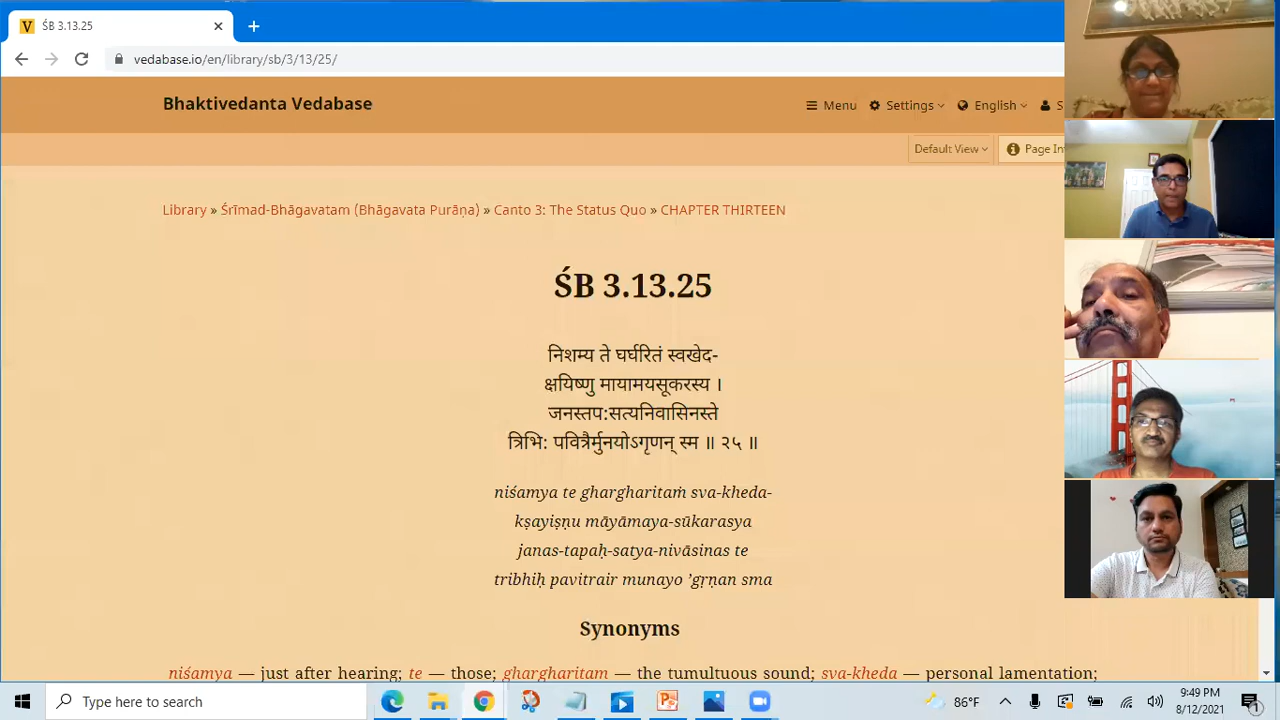 ŚB 3.13.25
vedabase.io/en/library/sb/3/13/25/
Bhaktivedanta Vedabase
Menu Settings English S
Default View Page In
Library » Śrīmad-Bhāgavatam (Bhāgavata Purāṇa) » Canto 3: The Status Quo » CHAPTER THIRTEEN
ŚB 3.13.25
निशम्य ते घर्घरितं स्वखेद-
क्षयिष्णु मायामयसूकरस्य ।
जनस्तप:सत्यनिवासिनस्ते
त्रिभि: पवित्रैर्मुनयोऽगृणन् स्म ॥ २५ ॥
niśamya te ghargharitaṁ sva-kheda-
kṣayiṣṇu māyāmaya-sūkarasya
janas-tapaḥ-satya-nivāsinas te
tribhiḥ pavitrair munayo ’gṛṇan sma
Synonyms
niśamya — just after hearing; te — those; ghargharitam — the tumultuous sound; sva-kheda — personal lamentation;
Type here to search
86°F
9:49 PM
8/12/2021